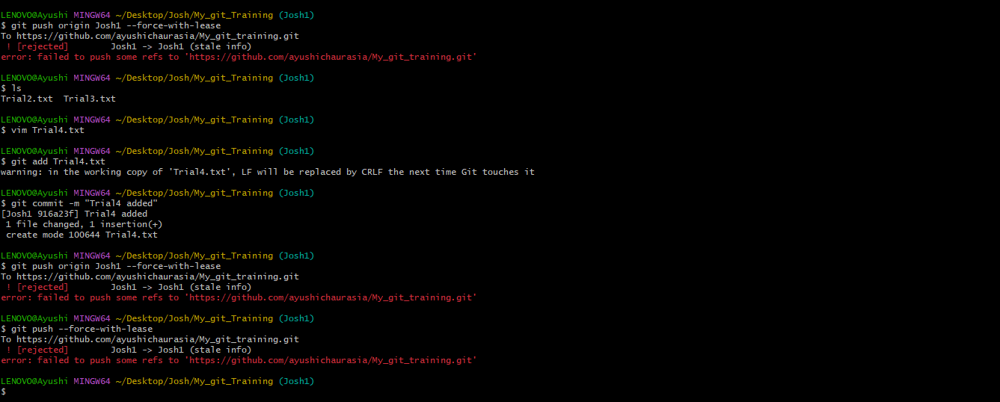 LENOVO@Ayushi MINGW64 ~/Desktop/Josh/My_git_Training (Josh1)
$ git push origin Josh1 --force-with-lease
To https://github.com/ayushichaurasia/My_git_training.git
 ! [rejected]        Josh1 -> Josh1 (stale info)
error: failed to push some refs to 'https://github.com/ayushichaurasia/My_git_training.git'
LENOVO@Ayushi MINGW64 ~/Desktop/Josh/My_git_Training (Josh1)
$ ls
Trial2.txt  Trial3.txt
LENOVO@Ayushi MINGW64 ~/Desktop/Josh/My_git_Training (Josh1)
$ vim Trial4.txt
LENOVO@Ayushi MINGW64 ~/Desktop/Josh/My_git_Training (Josh1)
$ git add Trial4.txt
warning: in the working copy of 'Trial4.txt', LF will be replaced by CRLF the next time Git touches it
LENOVO@Ayushi MINGW64 ~/Desktop/Josh/My_git_Training (Josh1)
$ git commit -m "Trial4 added"
[Josh1 916a23f] Trial4 added
 1 file changed, 1 insertion(+)
 create mode 100644 Trial4.txt
LENOVO@Ayushi MINGW64 ~/Desktop/Josh/My_git_Training (Josh1)
$ git push origin Josh1 --force-with-lease
To https://github.com/ayushichaurasia/My_git_training.git
 ! [rejected]        Josh1 -> Josh1 (stale info)
error: failed to push some refs to 'https://github.com/ayushichaurasia/My_git_training.git'
LENOVO@Ayushi MINGW64 ~/Desktop/Josh/My_git_Training (Josh1)
$ git push --force-with-lease
To https://github.com/ayushichaurasia/My_git_training.git
 ! [rejected]        Josh1 -> Josh1 (stale info)
error: failed to push some refs to 'https://github.com/ayushichaurasia/My_git_training.git'
LENOVO@Ayushi MINGW64 ~/Desktop/Josh/My_git_Training (Josh1)
$